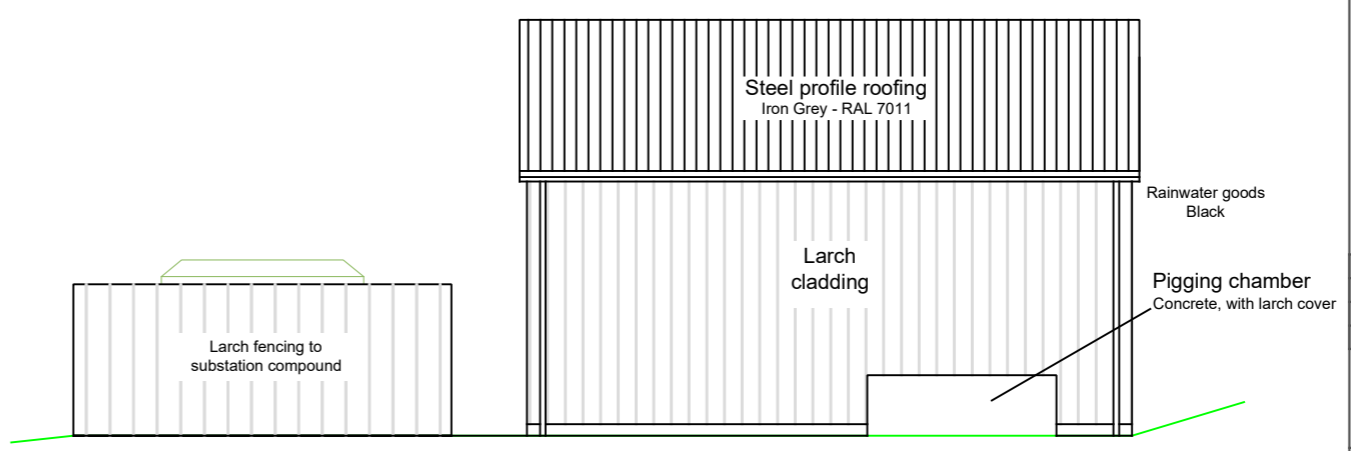 Steel profile roofing
Iron Grey - RAL 7011
Rainwater goods
Black
Larch
cladding
Pigging chamber
Concrete, with larch cover
Larch fencing to
substation compound